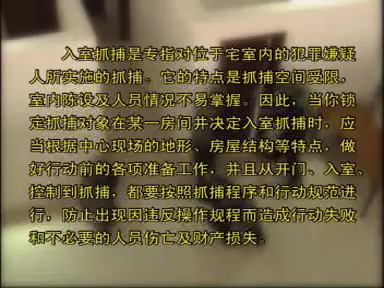 入室抓捕是专指对位于宅室内的犯罪嫌疑
人所实施的抓捕。它的特点是抓捕空间受限，
室内陈设及人员情况不易掌握。因此，当你锁
定抓捕对象在某一房间并决定入室抓捕时，应
当根据中心现场的地形、房屋结构等特点，做
好行动前的各项准备工作，并且从开门、入室、
控制到抓捕，都要按照抓捕程序和行动规范进
行，防止出现因违反操作规程而造成行动失败
和不必要的人员伤亡及财产损失。